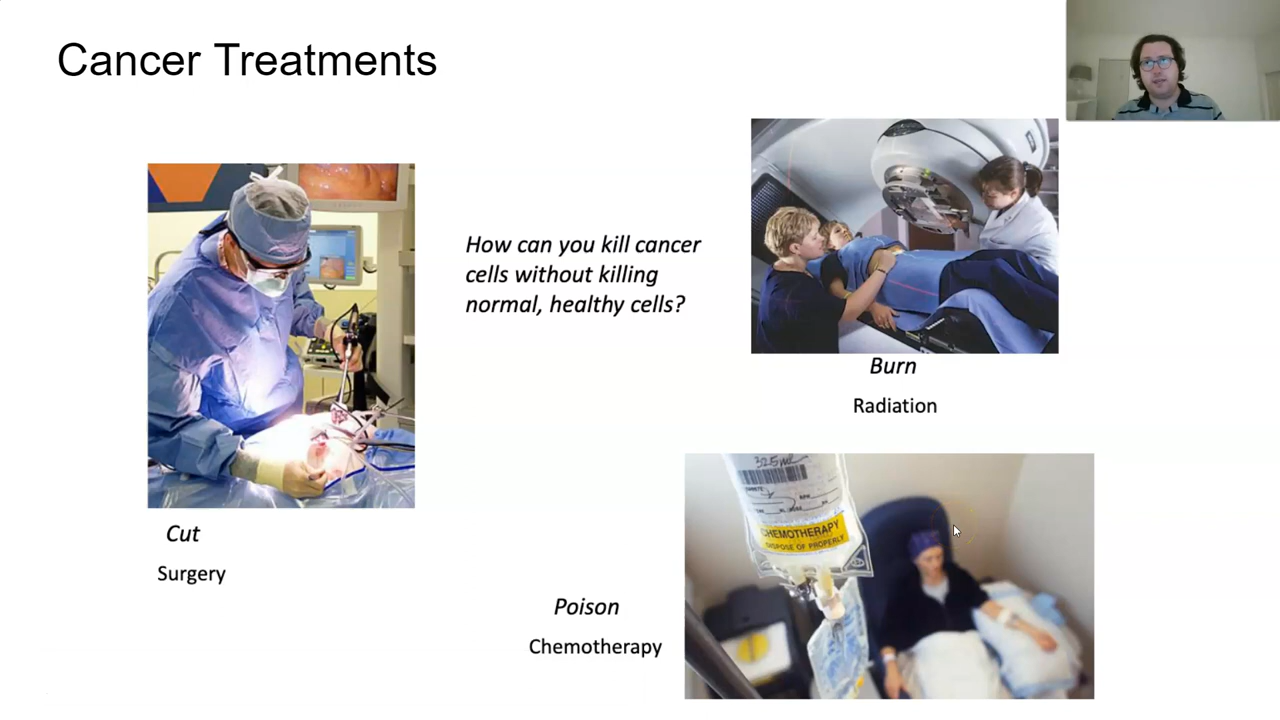 Cancer Treatments
How can you kill cancer
cells without killing
normal, healthy cells?
Burn
Radiation
Cut
Surgery
Poison
Chemotherapy
325mL
CHEMOTHERAPY
DISPOSE OF PROPERLY